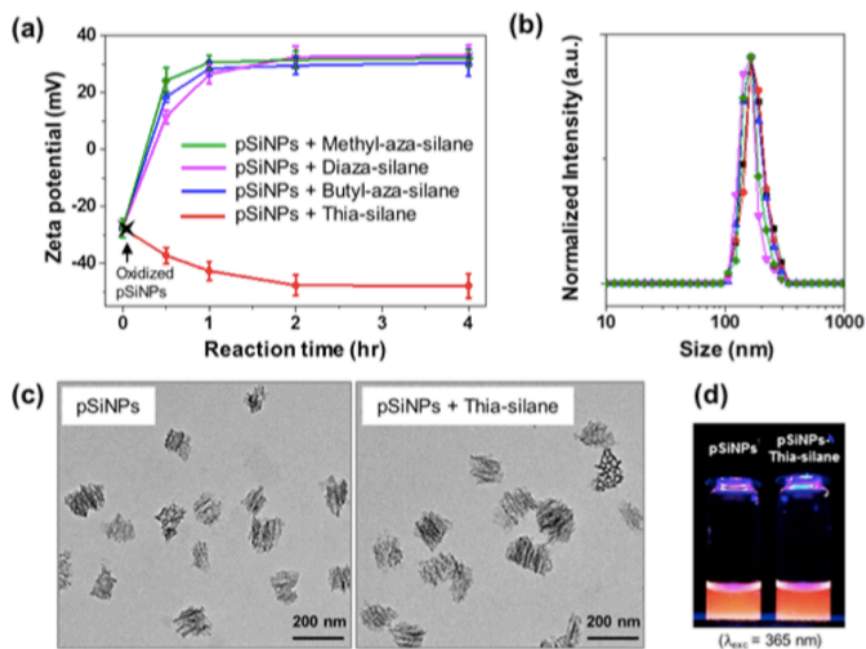 (a)
40
20
0
-20
-40
Zeta potential (mV)
pSiNPs + Methyl-aza-silane
pSiNPs + Diaza-silane
pSiNPs + Butyl-aza-silane
pSiNPs + Thia-silane
Oxidized
pSiNPs
0
1
2
3
4
Reaction time (hr)
(b)
Normalized Intensity (a.u.)
10
100
1000
Size (nm)
(c)
pSiNPs
200 nm
pSiNPs + Thia-silane
200 nm
(d)
pSiNPs
pSiNPs-
Thia-silane
(λexc = 365 nm)